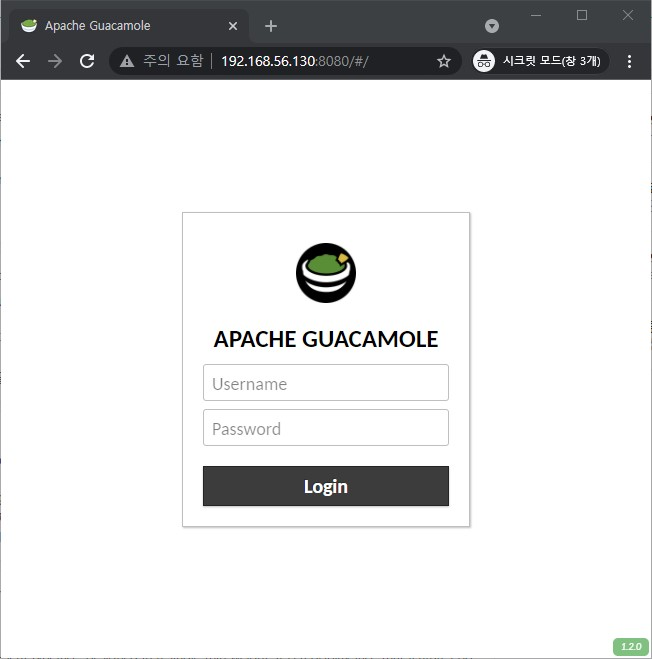 Apache Guacamole
주의 요함 192.168.56.130:8080/#/ 시크릿 모드(창 3개)
APACHE GUACAMOLE
Username
Password
Login
1.2.0